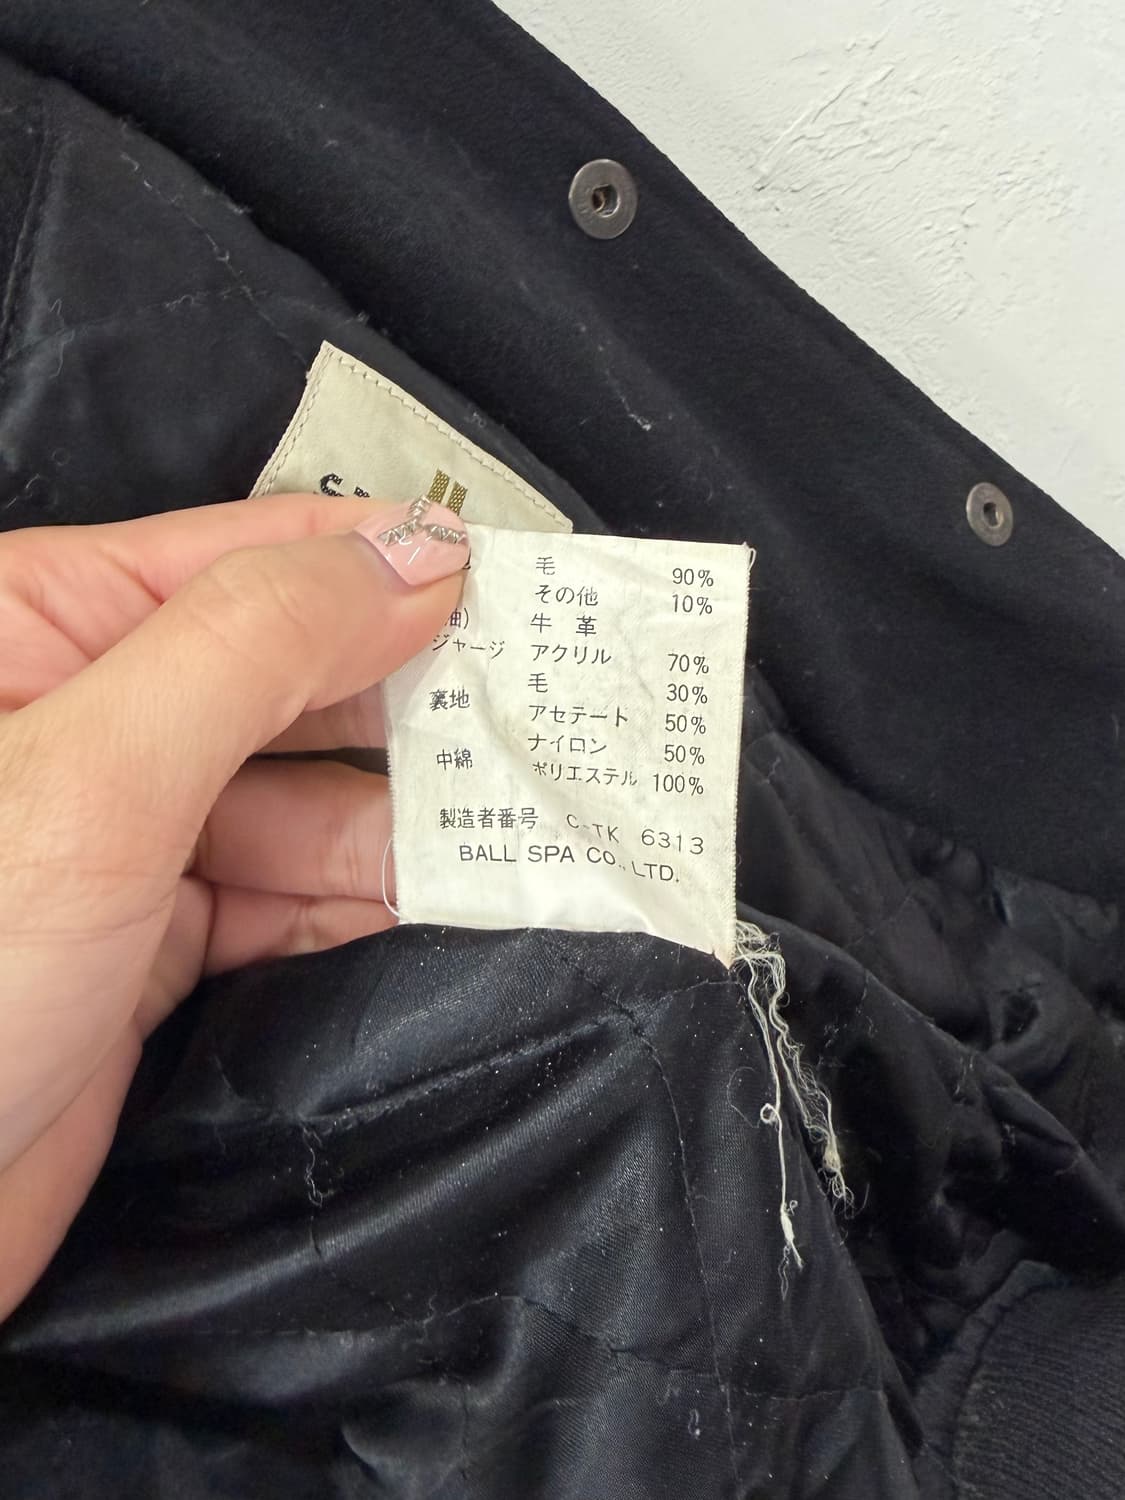 毛 90%
その他 10%
袖) 牛 革
ジャージ アクリル 70%
毛 30%
裏地 アセテート 50%
ナイロン 50%
中綿 ポリエステル 100%
製造者番号 C-TK 6313
BALL SPA CO., LTD.